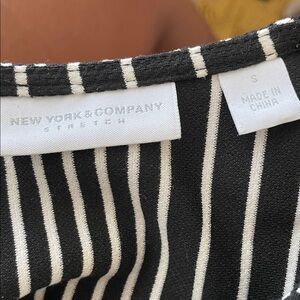 NEW YORK & COMPANY
STRETCH
S
MADE IN
CHINA